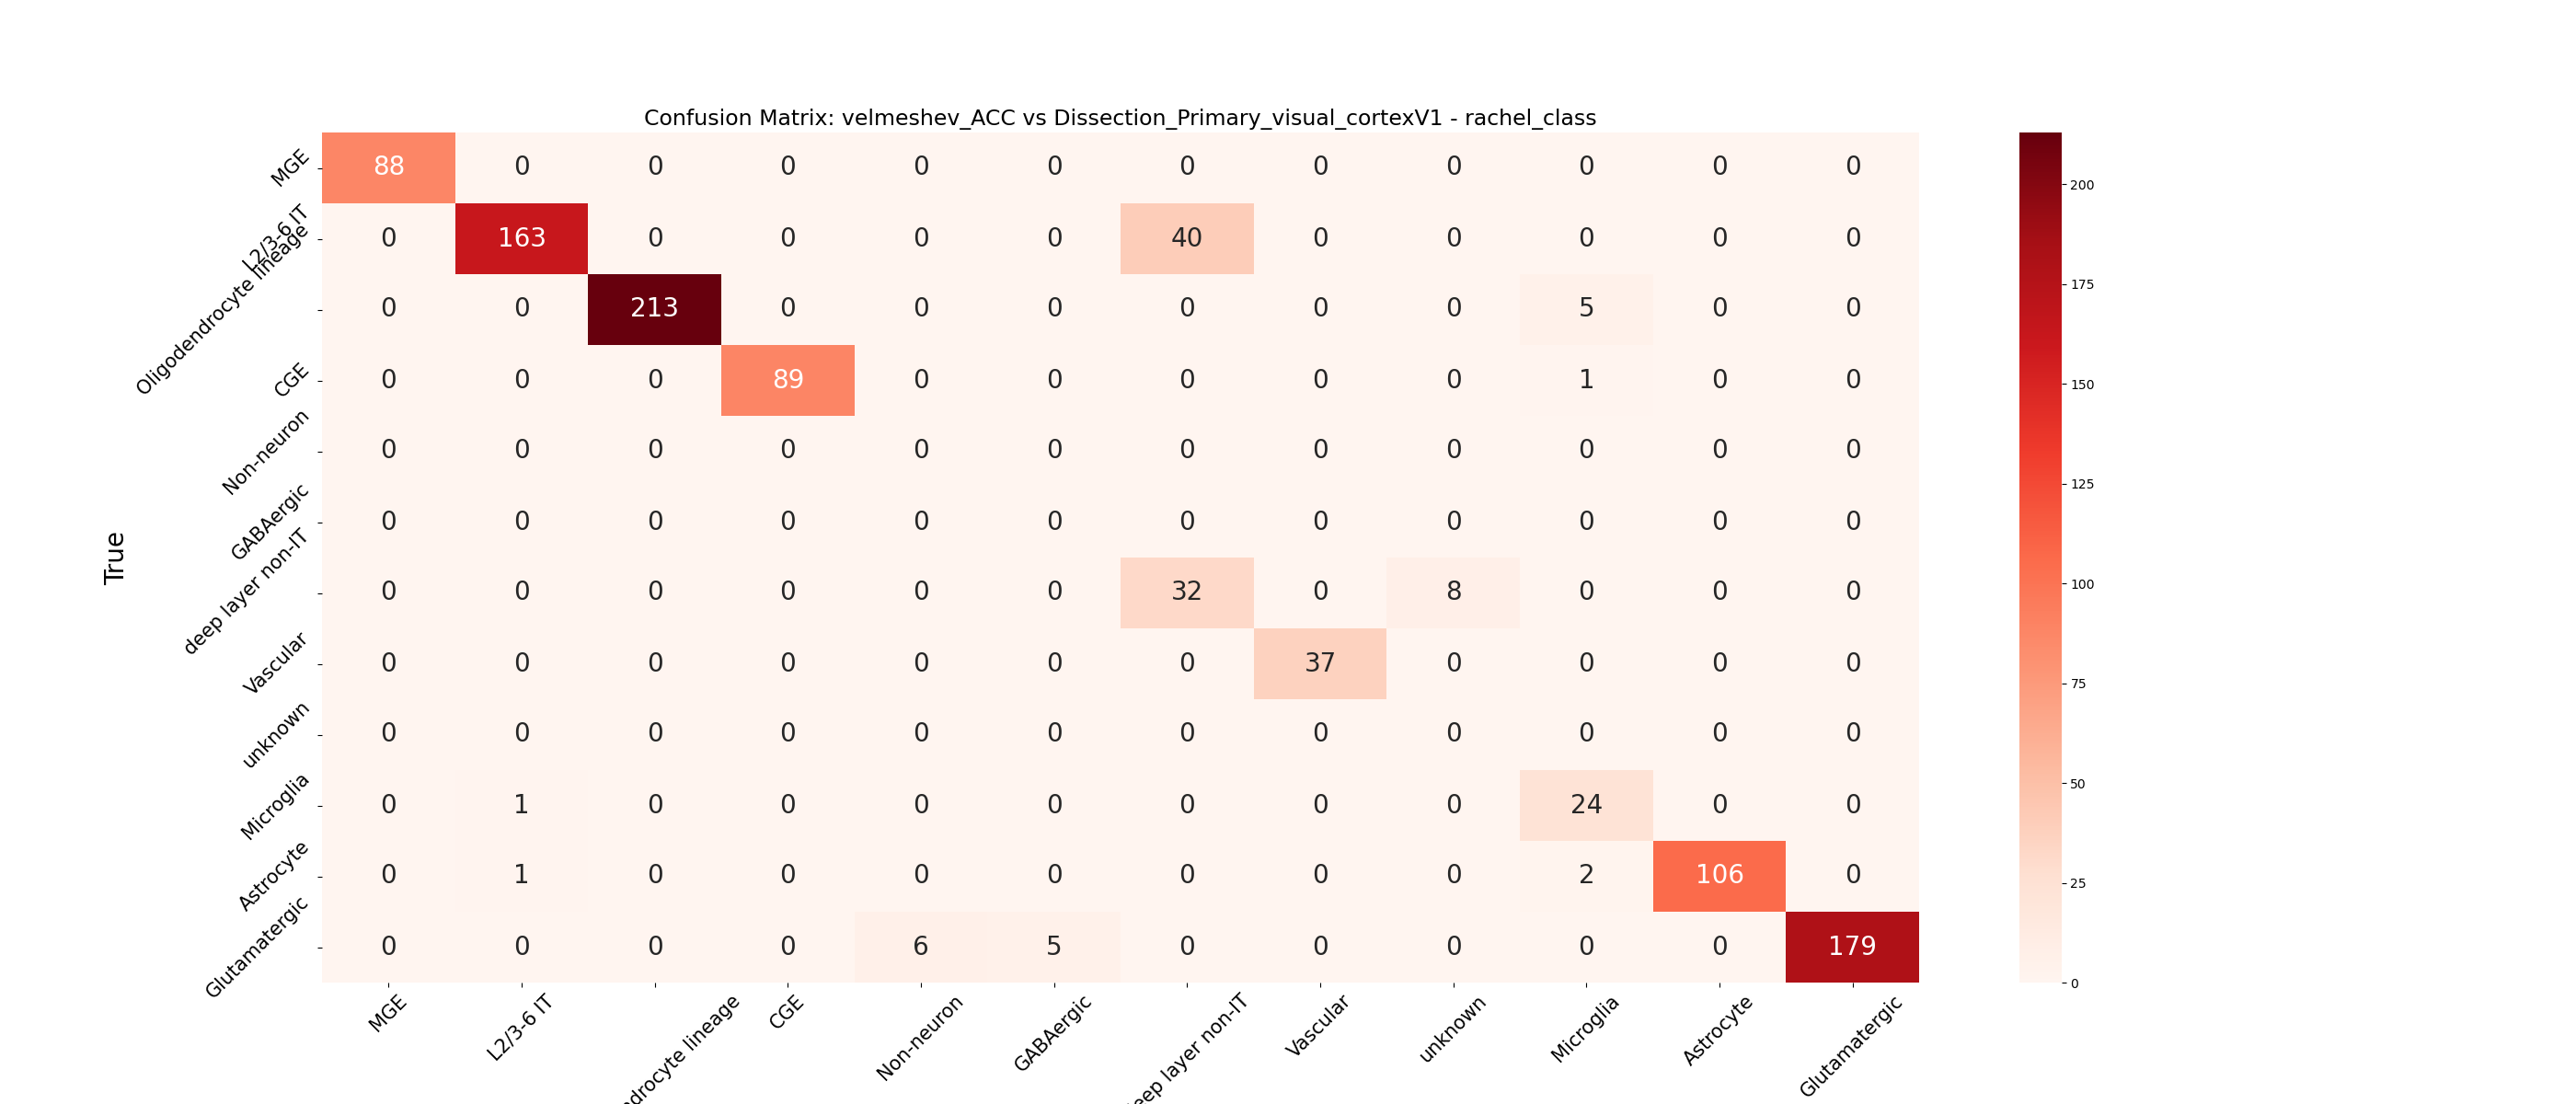 Confusion Matrix: velmeshev_ACC vs Dissection_Primary_visual_cortexV1 - rachel_class
MGE 88 0 0 0 0 0 0 0 0 0 0 0
L2/3-6 IT 0 163 0 0 0 0 40 0 0 0 0 0
Oligodendrocyte lineage 0 0 213 0 0 0 0 0 0 5 0 0
CGE 0 0 0 89 0 0 0 0 0 1 0 0
Non-neuron 0 0 0 0 0 0 0 0 0 0 0 0
GABAergic 0 0 0 0 0 0 0 0 0 0 0 0
deep layer non-IT 0 0 0 0 0 0 32 0 8 0 0 0
Vascular 0 0 0 0 0 0 0 37 0 0 0 0
unknown 0 0 0 0 0 0 0 0 0 0 0 0
Microglia 0 1 0 0 0 0 0 0 0 24 0 0
Astrocyte 0 1 0 0 0 0 0 0 0 2 106 0
Glutamatergic 0 0 0 0 6 5 0 0 0 0 0 179
True
MGE
L2/3-6 IT
ndrocyte lineage
CGE
Non-neuron
GABAergic
eep layer non-IT
Vascular
unknown
Microglia
Astrocyte
Glutamatergic
200
175
150
125
100
75
50
25
0